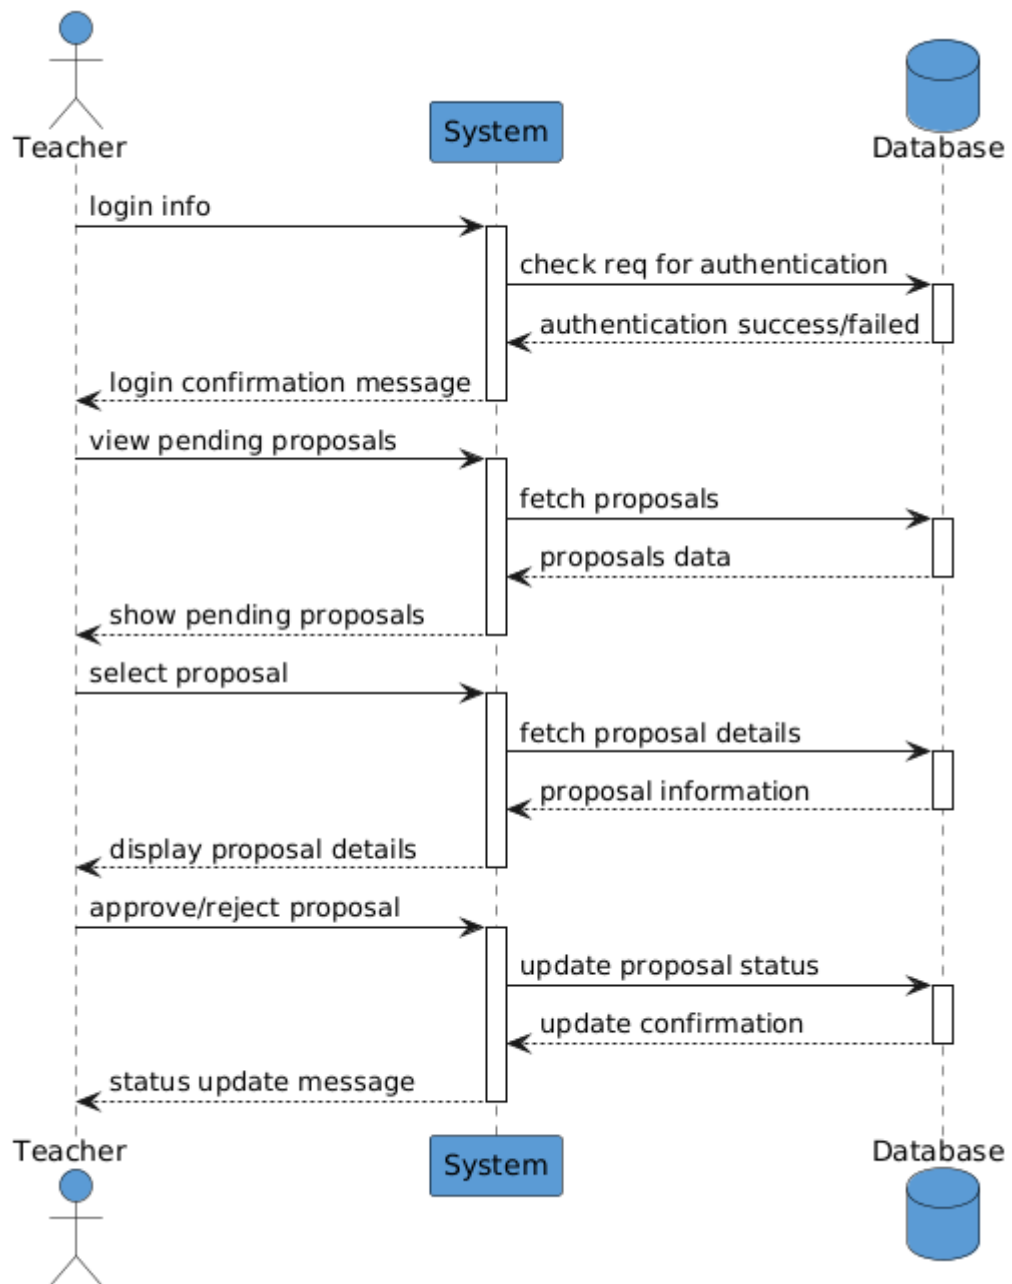 Teacher
System
Database
login info
check req for authentication
authentication success/failed
login confirmation message
view pending proposals
fetch proposals
proposals data
show pending proposals
select proposal
fetch proposal details
proposal information
display proposal details
approve/reject proposal
update proposal status
update confirmation
status update message
Teacher
System
Database